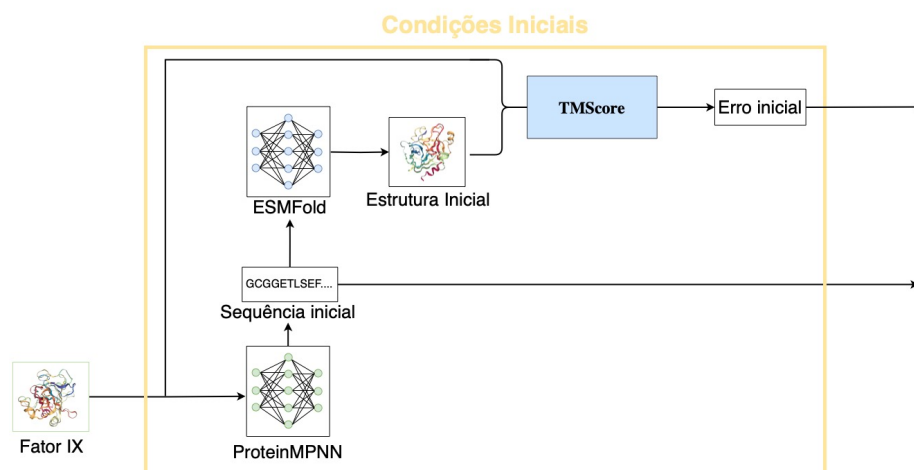 Condições Iniciais
TMScore
Erro inicial
ESMFold
Estrutura Inicial
GCGGETLSEF....
Sequência inicial
Fator IX
ProteinMPNN